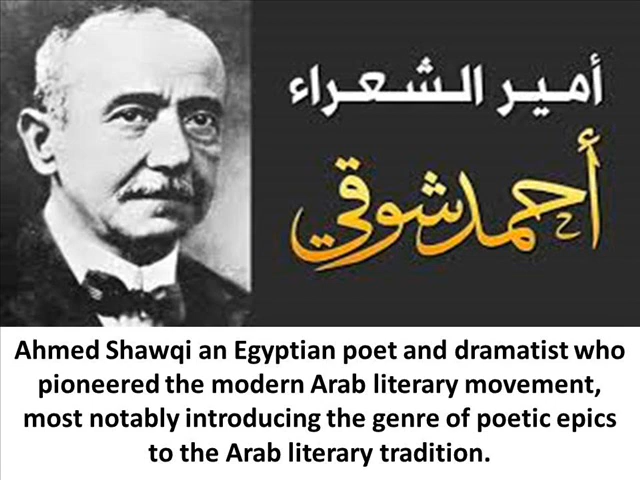 أمير الشعراء
أحمد شوقي
Ahmed Shawqi an Egyptian poet and dramatist who
pioneered the modern Arab literary movement,
most notably introducing the genre of poetic epics
to the Arab literary tradition.